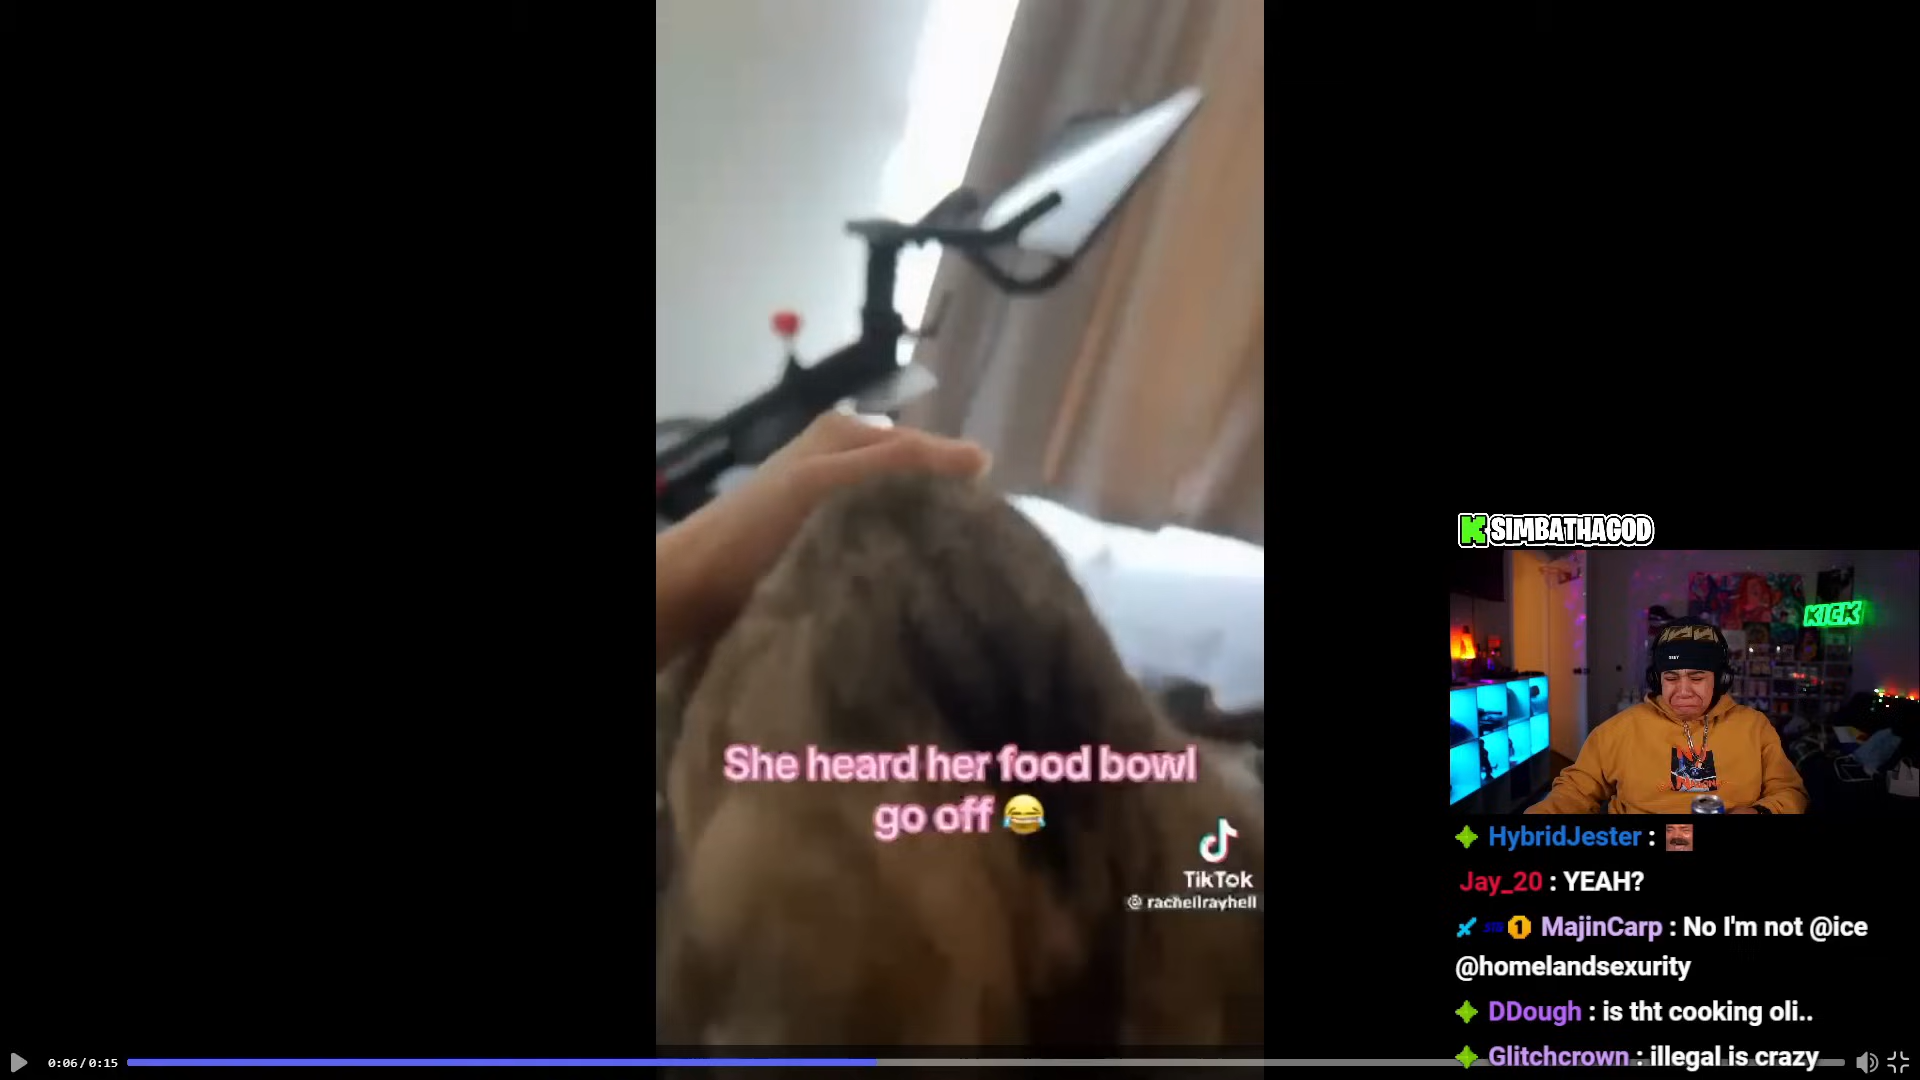 She heard her food bowl
go off 😂
TikTok
@ rachellrayhell
K SIMBATHAGOD
KICK
HybridJester :
Jay_20 : YEAH?
1 MajinCarp : No I'm not @ice
@homelandsexurity
DDough : is tht cooking oli..
Glitchcrown : illegal is crazy
0:06/0:15